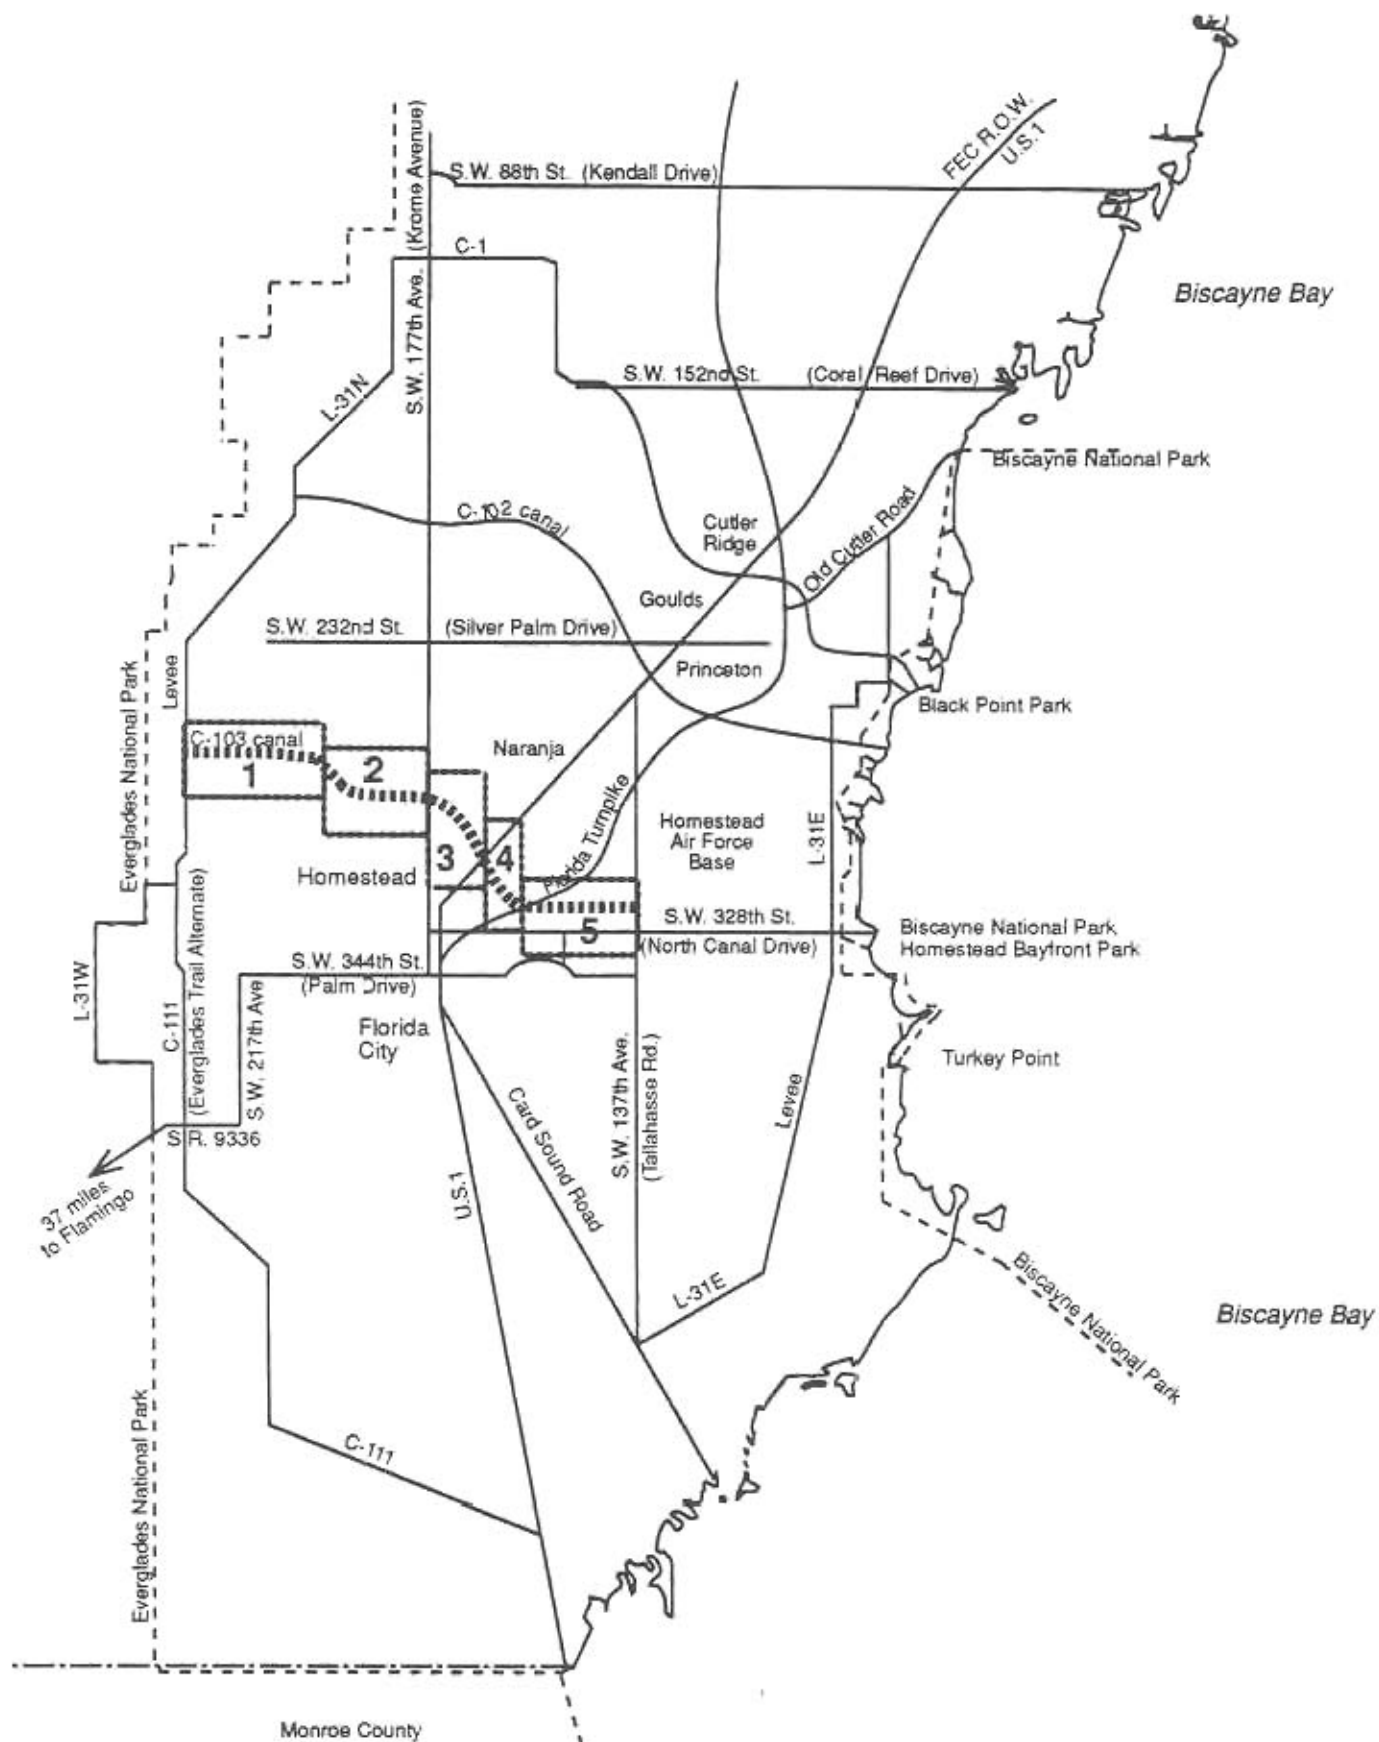 FEC R.O.W.
U.S.1
(Krome Avenue)
S.W. 177th Ave.
S.W. 88th St. (Kendall Drive)
C-1
Biscayne Bay
L-31N
S.W. 152nd St. (Coral Reef Drive)
Biscayne National Park
C-102 canal
Cutler
Ridge
Old Cutler Road
Goulds
S.W. 232nd St. (Silver Palm Drive)
Levee
Everglades National Park
Princeton
Black Point Park
C-103 canal
1
2
Naranja
3
4
5
Florida Turnpike
Homestead
Air Force
Base
L-31E
Homestead
S.W. 328th St.
(North Canal Drive)
Biscayne National Park
Homestead Bayfront Park
S.W. 344th St.
(Palm Drive)
L-31W
C-111
(Everglades Trail Alternate)
S.W. 217th Ave
Florida
City
S.W. 137th Ave.
(Tallahasse Rd.)
Turkey Point
Levee
Card Sound Road
U.S.1
S.R. 9336
37 miles
to Flamingo
L-31E
Biscayne National Park
Biscayne Bay
C-111
Everglades National Park
Monroe County